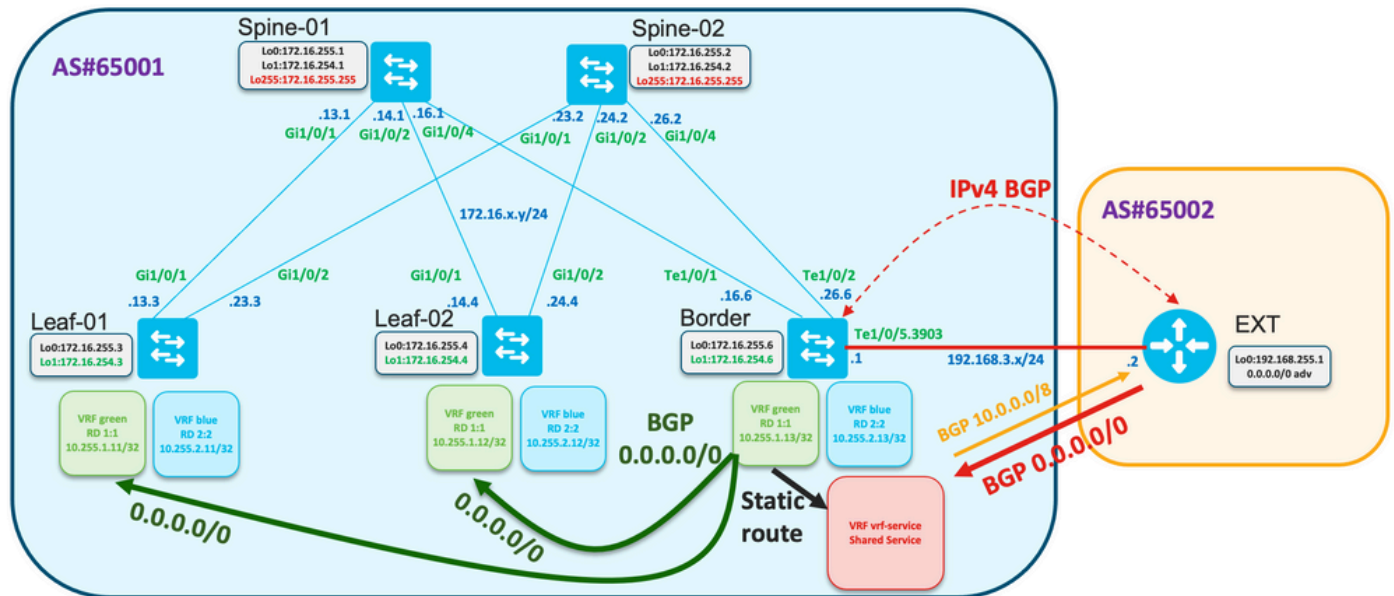 Spine-01
Spine-02
AS#65001
Lo0:172.16.255.1
Lo1:172.16.254.1
Lo255:172.16.255.255
Lo0:172.16.255.2
Lo1:172.16.254.2
Lo255:172.16.255.255
.13.1
.14.1
.16.1
Gi1/0/1
Gi1/0/2
Gi1/0/4
.23.2
.24.2
.26.2
Gi1/0/1
Gi1/0/2
Gi1/0/4
172.16.x.y/24
IPv4 BGP
AS#65002
Gi1/0/1
Gi1/0/2
Gi1/0/1
Gi1/0/2
Te1/0/1
Te1/0/2
.13.3
.23.3
.14.4
.24.4
.16.6
.26.6
Leaf-01
Lo0:172.16.255.3
Lo1:172.16.254.3
Leaf-02
Lo0:172.16.255.4
Lo1:172.16.254.4
Border
Lo0:172.16.255.6
Lo1:172.16.254.6
Te1/0/5.3903
.1
192.168.3.x/24
.2
EXT
Lo0:192.168.255.1
0.0.0.0/0 adv
VRF green
RD 1:1
10.255.1.11/32
VRF blue
RD 2:2
10.255.2.11/32
VRF green
RD 1:1
10.255.1.12/32
VRF blue
RD 2:2
10.255.2.12/32
BGP
0.0.0.0/0
VRF green
RD 1:1
10.255.1.13/32
VRF blue
RD 2:2
10.255.2.13/32
BGP 10.0.0.0/8
BGP 0.0.0.0/0
0.0.0.0/0
0.0.0.0/0
Static
route
VRF vrf-service
Shared Service